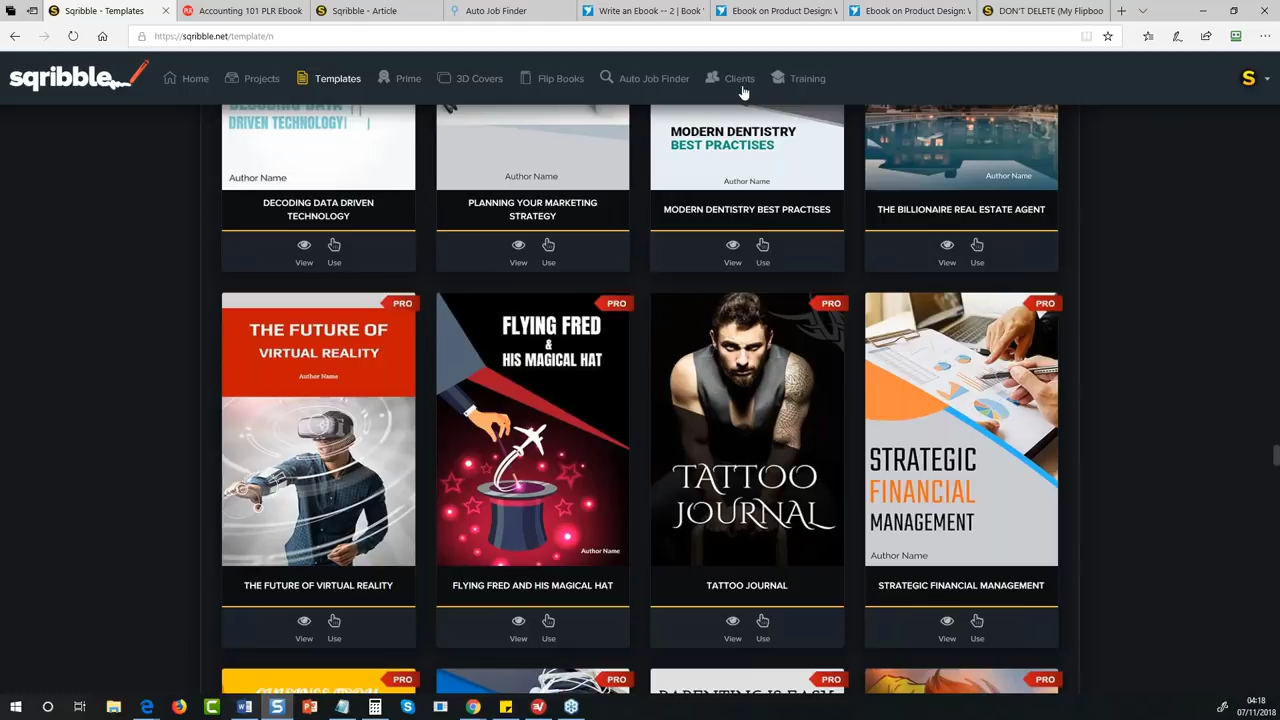 Sqribble - Templates
Accounting 101 PLR Ebook
Sqribble - Article
Auto Job Finder
Write an Ebook -- 2 | Book
Ebook on Product Design: V
Ebook on Product Design: V
DON'T DELETE (My Flipboo
https://sqribble.net/template/n
sqribble
Home
Projects
Templates
Prime
3D Covers
Flip Books
Auto Job Finder
Clients
Training
S
DECODING DATA
DRIVEN TECHNOLOGY
Author Name
Author Name
MODERN DENTISTRY
BEST PRACTISES
Author Name
Author Name
DECODING DATA DRIVEN
TECHNOLOGY
PLANNING YOUR MARKETING
STRATEGY
MODERN DENTISTRY BEST PRACTISES
THE BILLIONAIRE REAL ESTATE AGENT
View Use
View Use
View Use
View Use
PRO
THE FUTURE OF
VIRTUAL REALITY
Author Name
PRO
FLYING FRED
&
HIS MAGICAL HAT
Author Name
PRO
TATTOO
JOURNAL
PRO
STRATEGIC
FINANCIAL
MANAGEMENT
Author Name
THE FUTURE OF VIRTUAL REALITY
FLYING FRED AND HIS MAGICAL HAT
TATTOO JOURNAL
STRATEGIC FINANCIAL MANAGEMENT
View Use
View Use
View Use
View Use
PRO
PRO
PRO
PARENTING IS EASY
PRO
04:18
07/11/2018